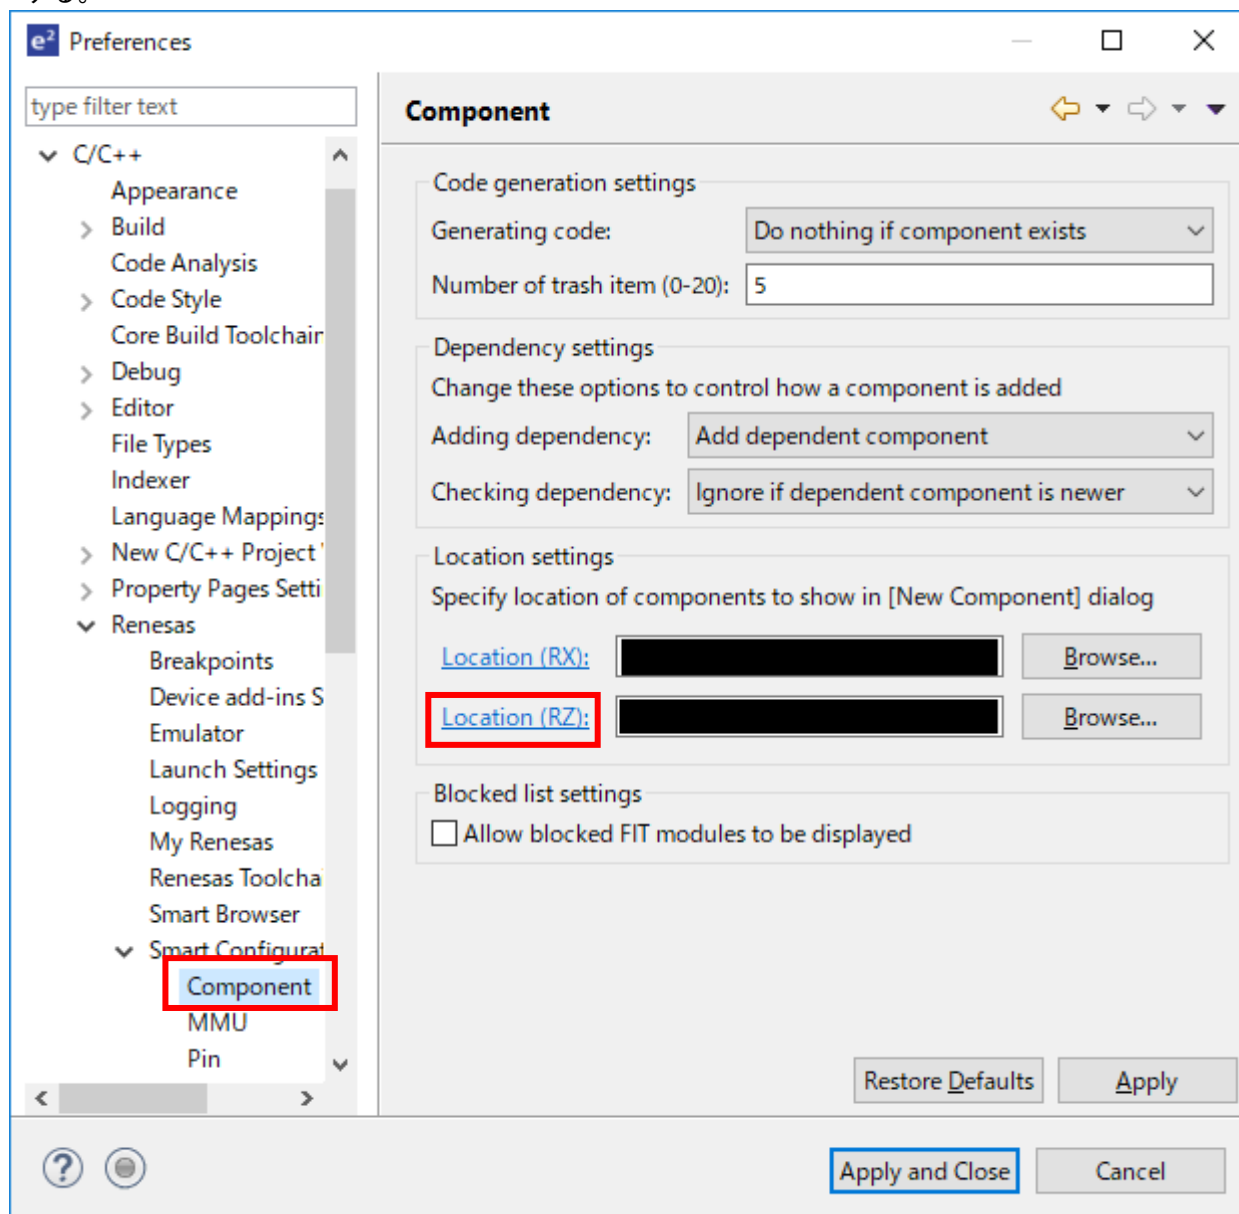 する。
e² Preferences
type filter text
Component
C/C++
Appearance
Build
Code Analysis
Code Style
Core Build Toolchain
Debug
Editor
File Types
Indexer
Language Mappings
New C/C++ Project
Property Pages Setti
Renesas
Breakpoints
Device add-ins S
Emulator
Launch Settings
Logging
My Renesas
Renesas Toolcha
Smart Browser
Smart Configurat
Component
MMU
Pin
Code generation settings
Generating code: Do nothing if component exists
Number of trash item (0-20): 5
Dependency settings
Change these options to control how a component is added
Adding dependency: Add dependent component
Checking dependency: Ignore if dependent component is newer
Location settings
Specify location of components to show in [New Component] dialog
Location (RX): Browse...
Location (RZ): Browse...
Blocked list settings
Allow blocked FIT modules to be displayed
Restore Defaults Apply
? Apply and Close Cancel